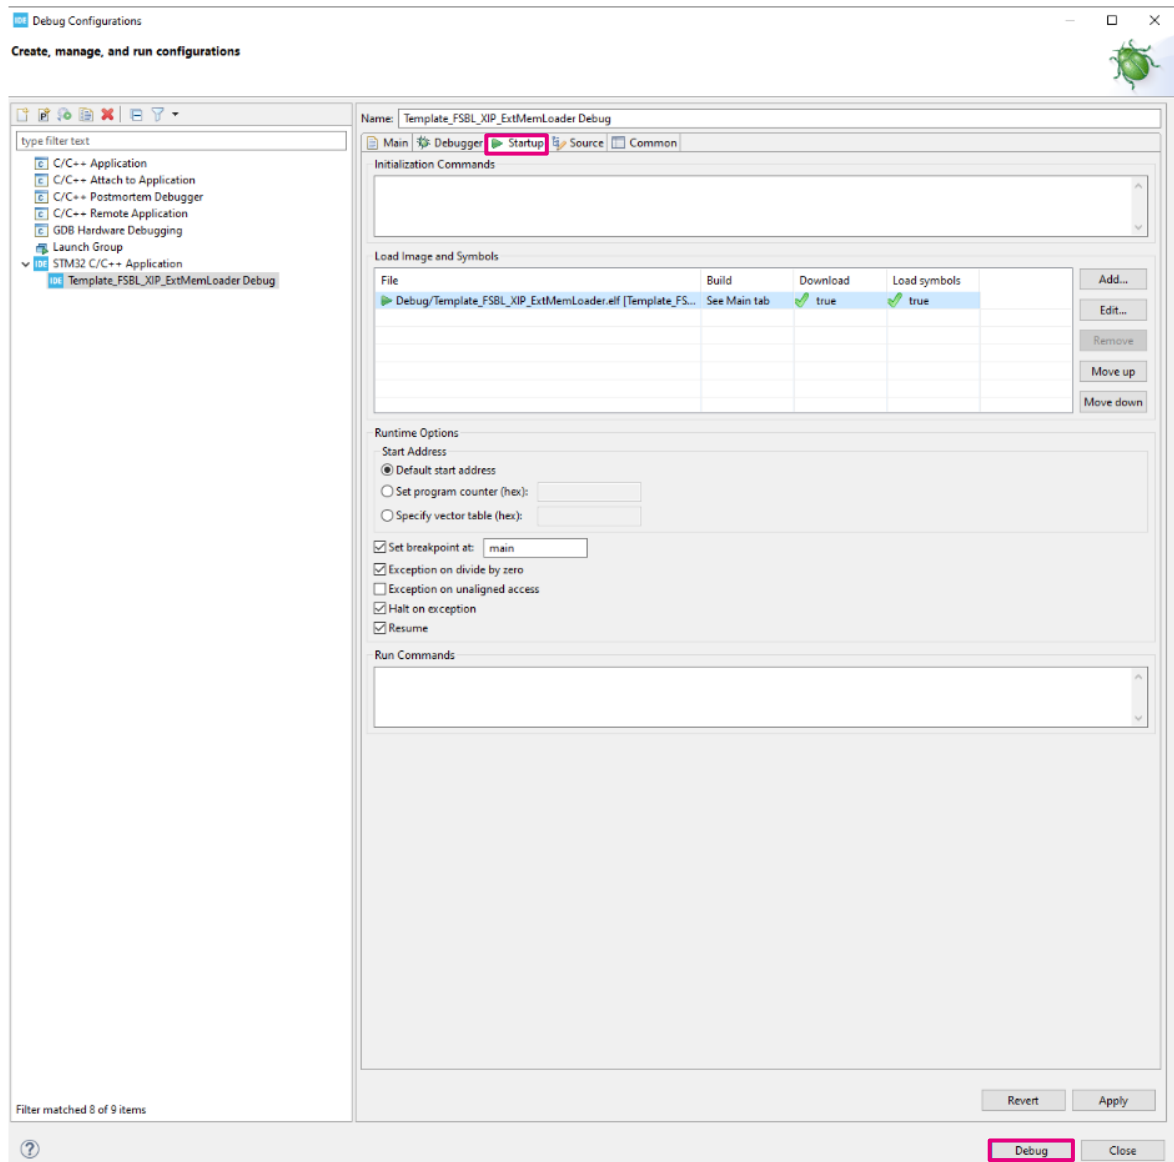 IDE Debug Configurations
Create, manage, and run configurations
type filter text
C/C++ Application
C/C++ Attach to Application
C/C++ Postmortem Debugger
C/C++ Remote Application
GDB Hardware Debugging
Launch Group
IDE STM32 C/C++ Application
IDE Template_FSBL_XIP_ExtMemLoader Debug
Filter matched 8 of 9 items
Name: Template_FSBL_XIP_ExtMemLoader Debug
Main Debugger Startup Source Common
Initialization Commands
Load Image and Symbols
File Build Download Load symbols
Debug/Template_FSBL_XIP_ExtMemLoader.elf [Template_FS... See Main tab true true
Add...
Edit...
Remove
Move up
Move down
Runtime Options
Start Address
Default start address
Set program counter (hex):
Specify vector table (hex):
Set breakpoint at: main
Exception on divide by zero
Exception on unaligned access
Halt on exception
Resume
Run Commands
Revert Apply
? Debug Close